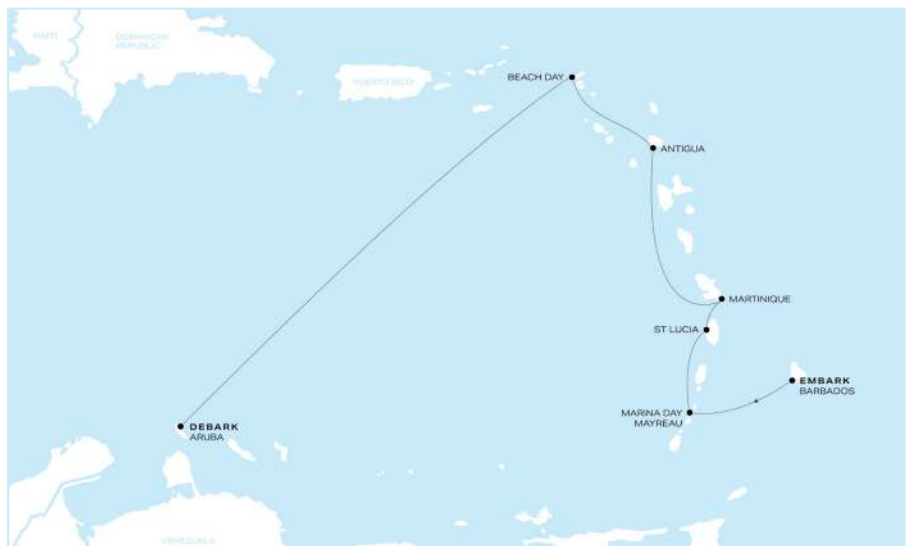 HAITI
DOMINICAN
REPUBLIC
PUERTO RICO
BEACH DAY
ANTIGUA
MARTINIQUE
ST LUCIA
EMBARK
BARBADOS
MARINA DAY
MAYREAU
DEBARK
ARUBA
VENEZUELA